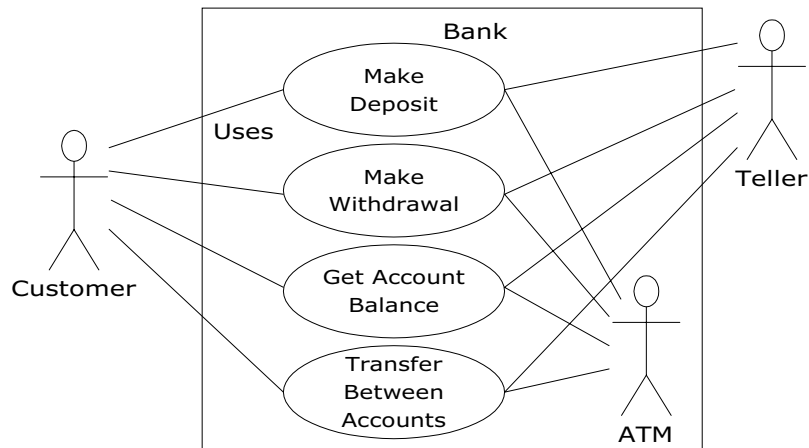 Bank
Make
Deposit
Uses
Make
Withdrawal
Teller
Get Account
Balance
Customer
Transfer
Between
Accounts
ATM